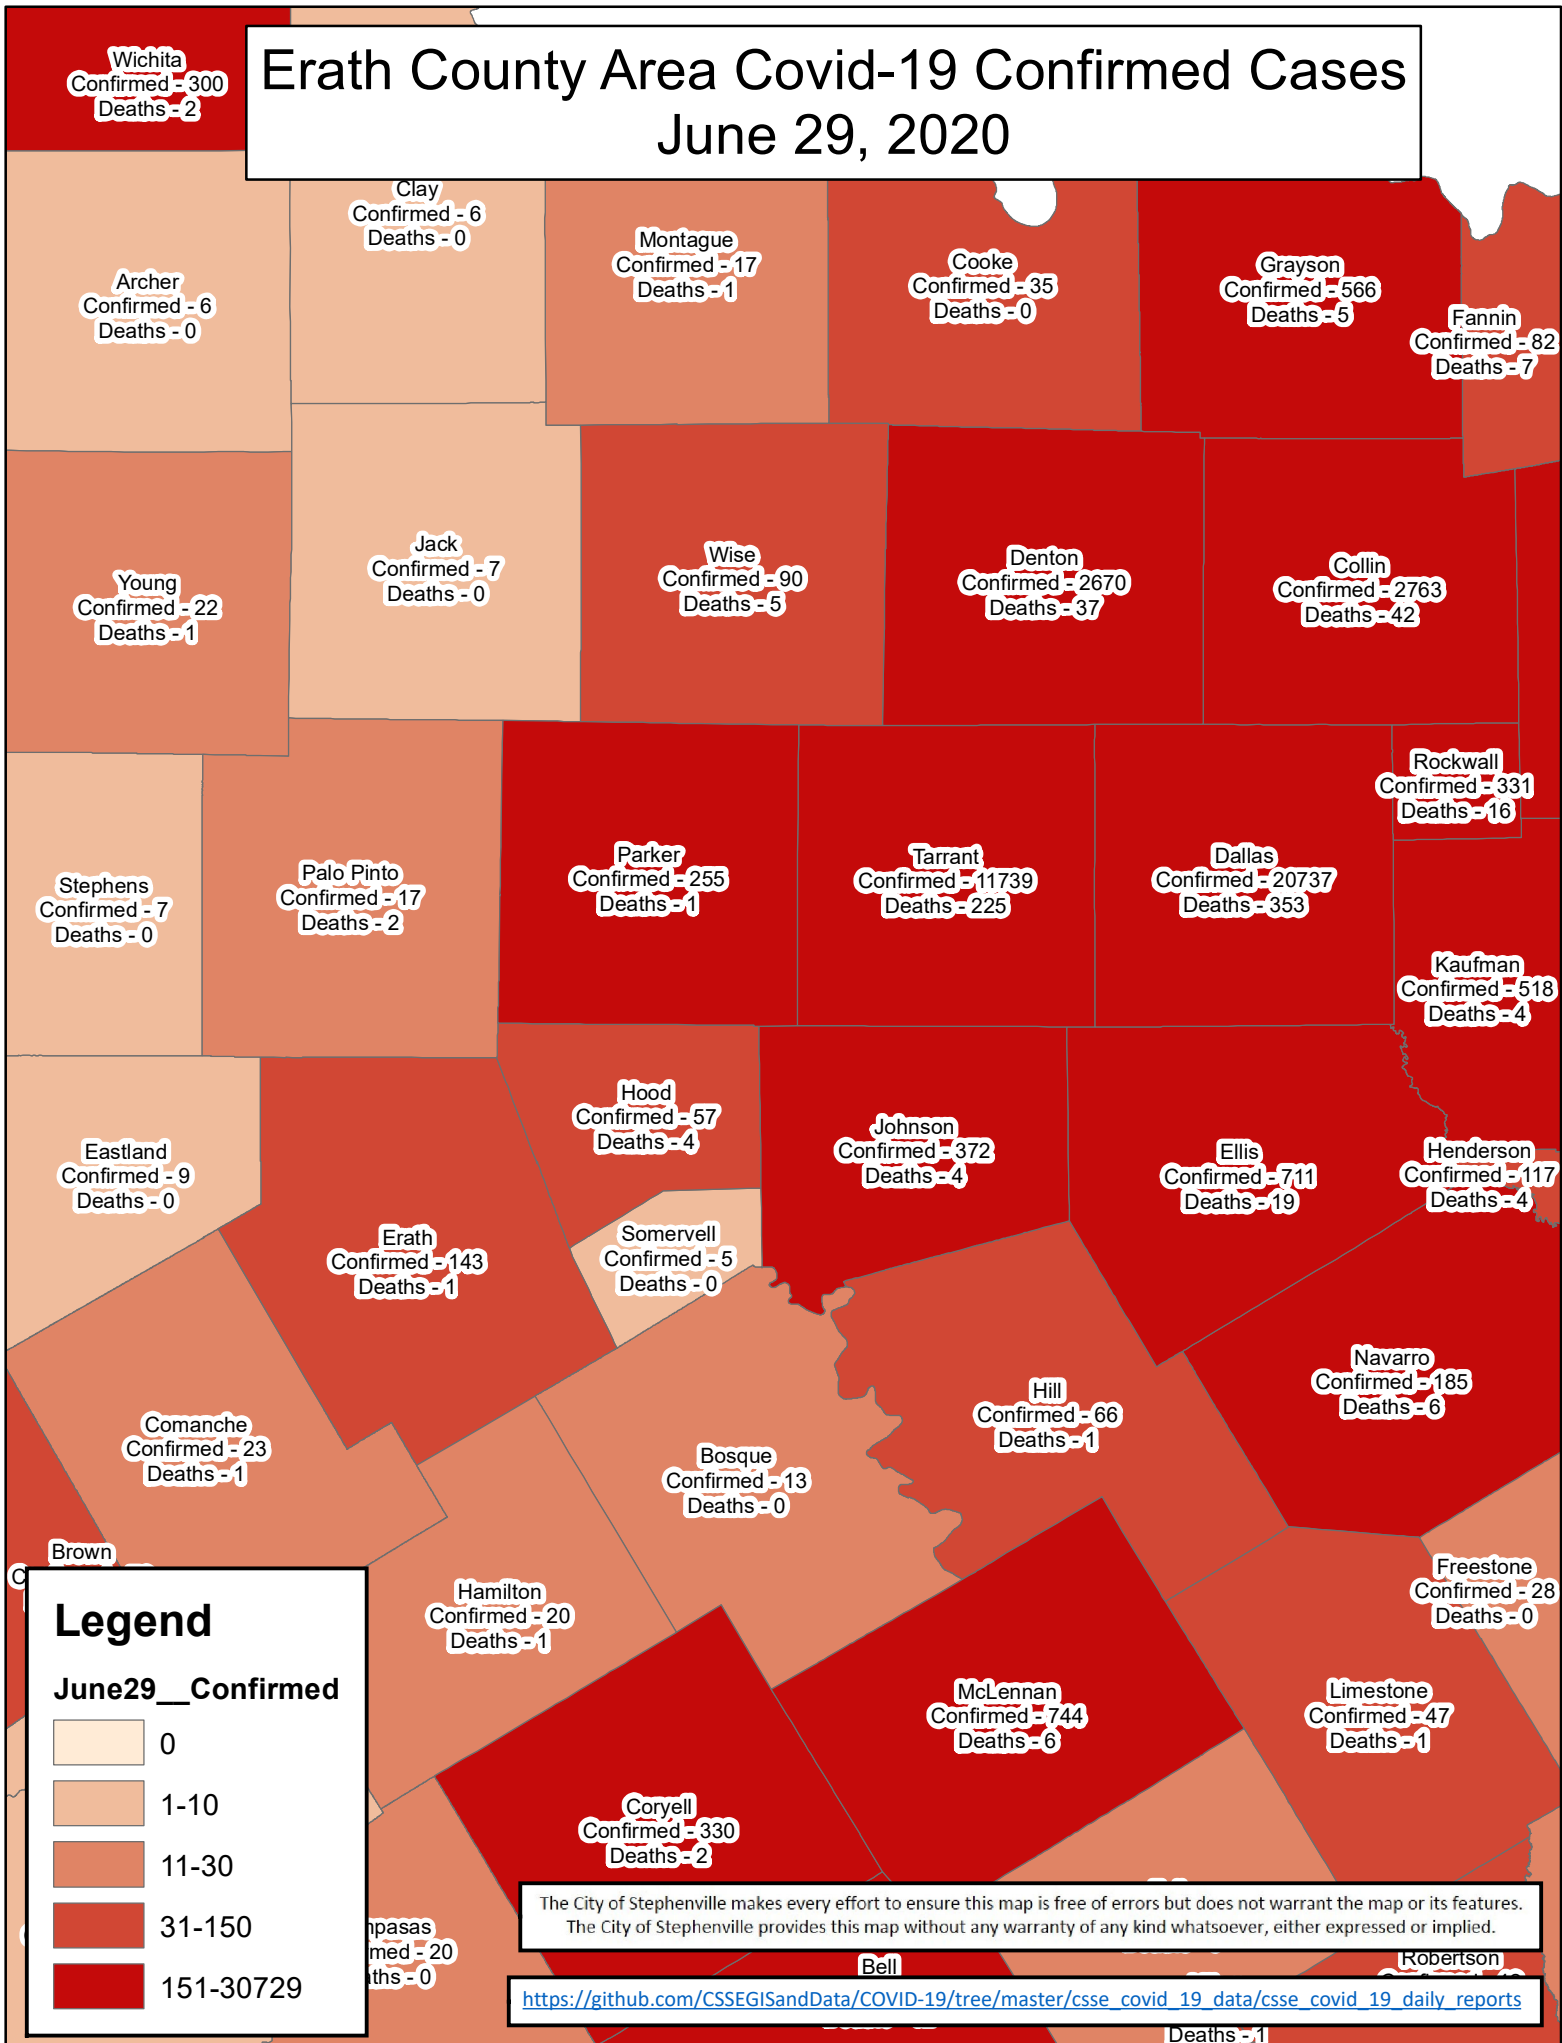 Erath County Area Covid-19 Confirmed Cases
June 29, 2020
Wichita
Confirmed - 300
Deaths - 2
Clay
Confirmed - 6
Deaths - 0
Montague
Confirmed - 17
Deaths - 1
Cooke
Confirmed - 35
Deaths - 0
Grayson
Confirmed - 566
Deaths - 5
Fannin
Confirmed - 82
Deaths - 7
Archer
Confirmed - 6
Deaths - 0
Young
Confirmed - 22
Deaths - 1
Jack
Confirmed - 7
Deaths - 0
Wise
Confirmed - 90
Deaths - 5
Denton
Confirmed - 2670
Deaths - 37
Collin
Confirmed - 2763
Deaths - 42
Rockwall
Confirmed - 331
Deaths - 16
Stephens
Confirmed - 7
Deaths - 0
Palo Pinto
Confirmed - 17
Deaths - 2
Parker
Confirmed - 255
Deaths - 1
Tarrant
Confirmed - 11739
Deaths - 225
Dallas
Confirmed - 20737
Deaths - 353
Kaufman
Confirmed - 518
Deaths - 4
Eastland
Confirmed - 9
Deaths - 0
Hood
Confirmed - 57
Deaths - 4
Johnson
Confirmed - 372
Deaths - 4
Ellis
Confirmed - 711
Deaths - 19
Henderson
Confirmed - 117
Deaths - 4
Erath
Confirmed - 143
Deaths - 1
Somervell
Confirmed - 5
Deaths - 0
Navarro
Confirmed - 185
Deaths - 6
Comanche
Confirmed - 23
Deaths - 1
Bosque
Confirmed - 13
Deaths - 0
Hill
Confirmed - 66
Deaths - 1
Brown
Hamilton
Confirmed - 20
Deaths - 1
Freestone
Confirmed - 28
Deaths - 0
McLennan
Confirmed - 744
Deaths - 6
Limestone
Confirmed - 47
Deaths - 1
Coryell
Confirmed - 330
Deaths - 2
mpasas
med - 20
ths - 0
Bell
Robertson
Deaths - 1
Legend
June29__Confirmed
0
1-10
11-30
31-150
151-30729
The City of Stephenville makes every effort to ensure this map is free of errors but does not warrant the map or its features.
The City of Stephenville provides this map without any warranty of any kind whatsoever, either expressed or implied.
https://github.com/CSSEGISandData/COVID-19/tree/master/csse_covid_19_data/csse_covid_19_daily_reports